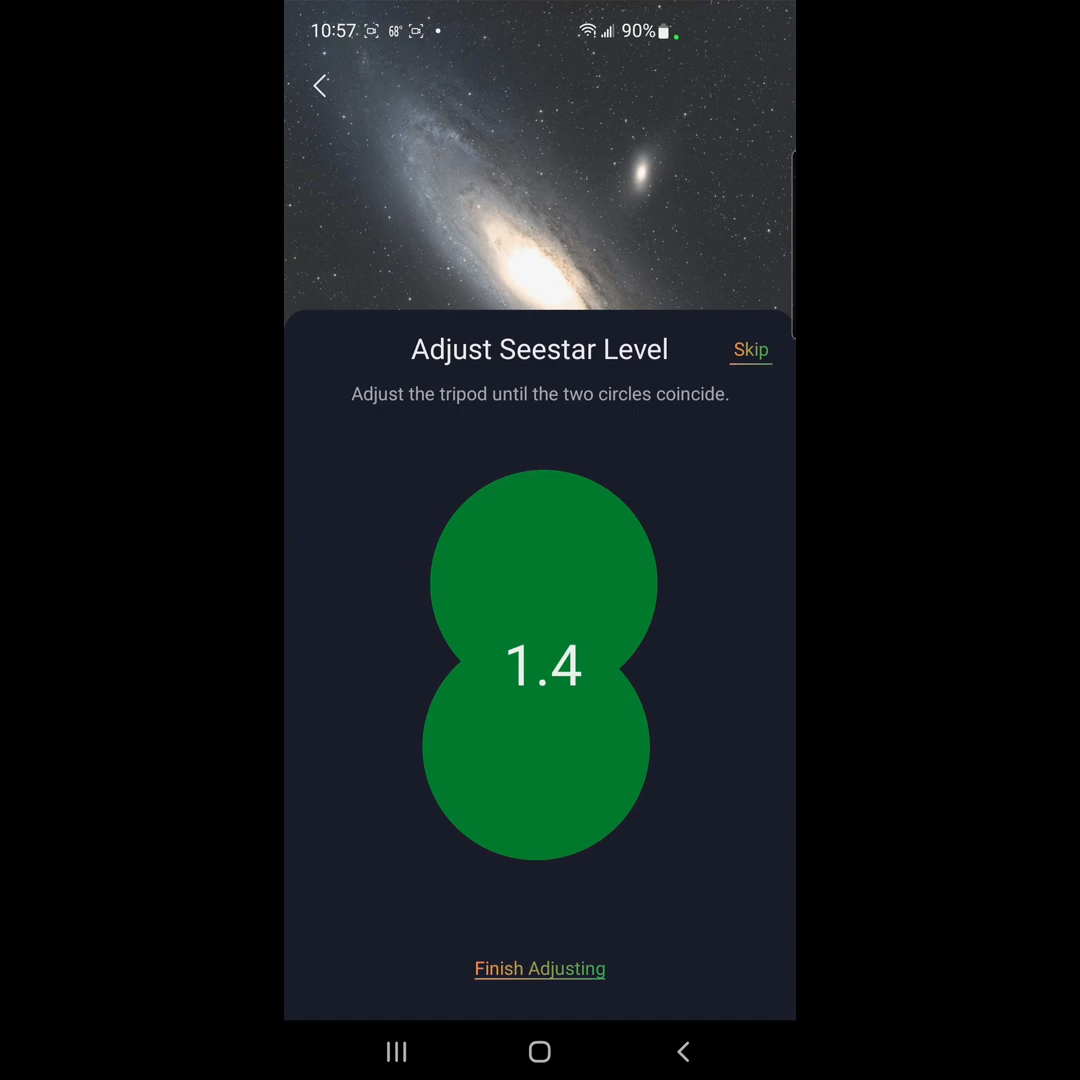 10:57 68° 90%
Adjust Seestar Level
Skip
Adjust the tripod until the two circles coincide.
1.4
Finish Adjusting